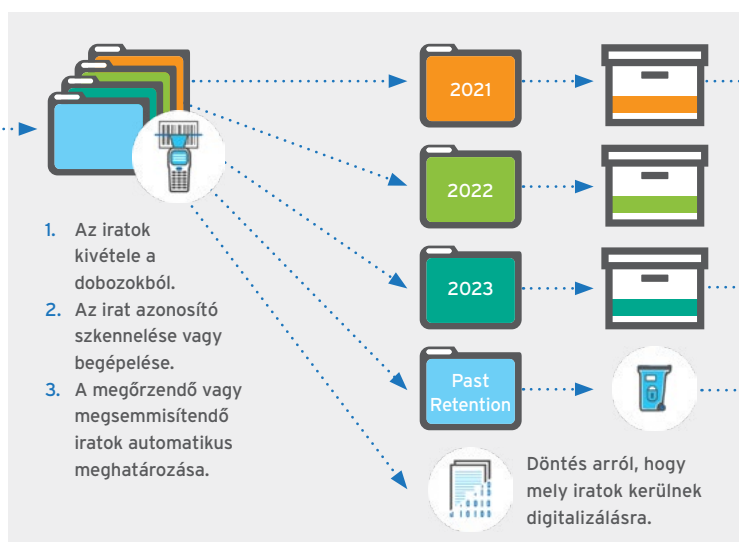 2021
2022
2023
Past
Retention
1. Az iratok
kivétele a
dobozokból.
2. Az irat azonosító
szkennelése vagy
begépelése.
3. A megőrzendő vagy
megsemmisítendő
iratok automatikus
meghatározása.
Döntés arról, hogy
mely iratok kerülnek
digitalizálásra.